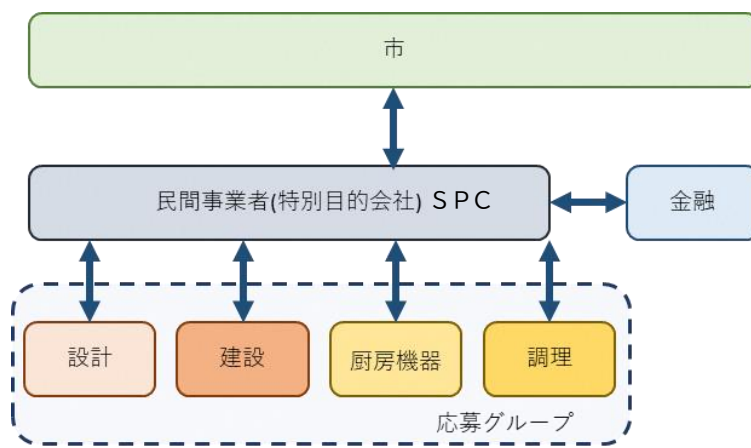 市
民間事業者(特別目的会社) ＳＰＣ
金融
設計
建設
厨房機器
調理
応募グループ